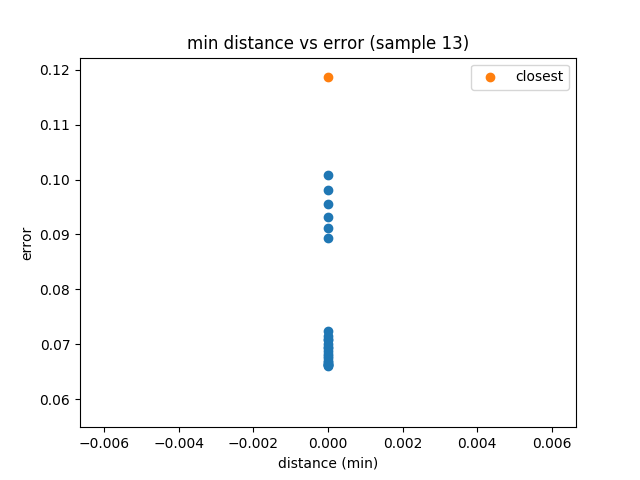 min distance vs error (sample 13)
closest
0.12
0.11
0.10
0.09
0.08
0.07
0.06
error
−0.006 −0.004 −0.002 0.000 0.002 0.004 0.006
distance (min)